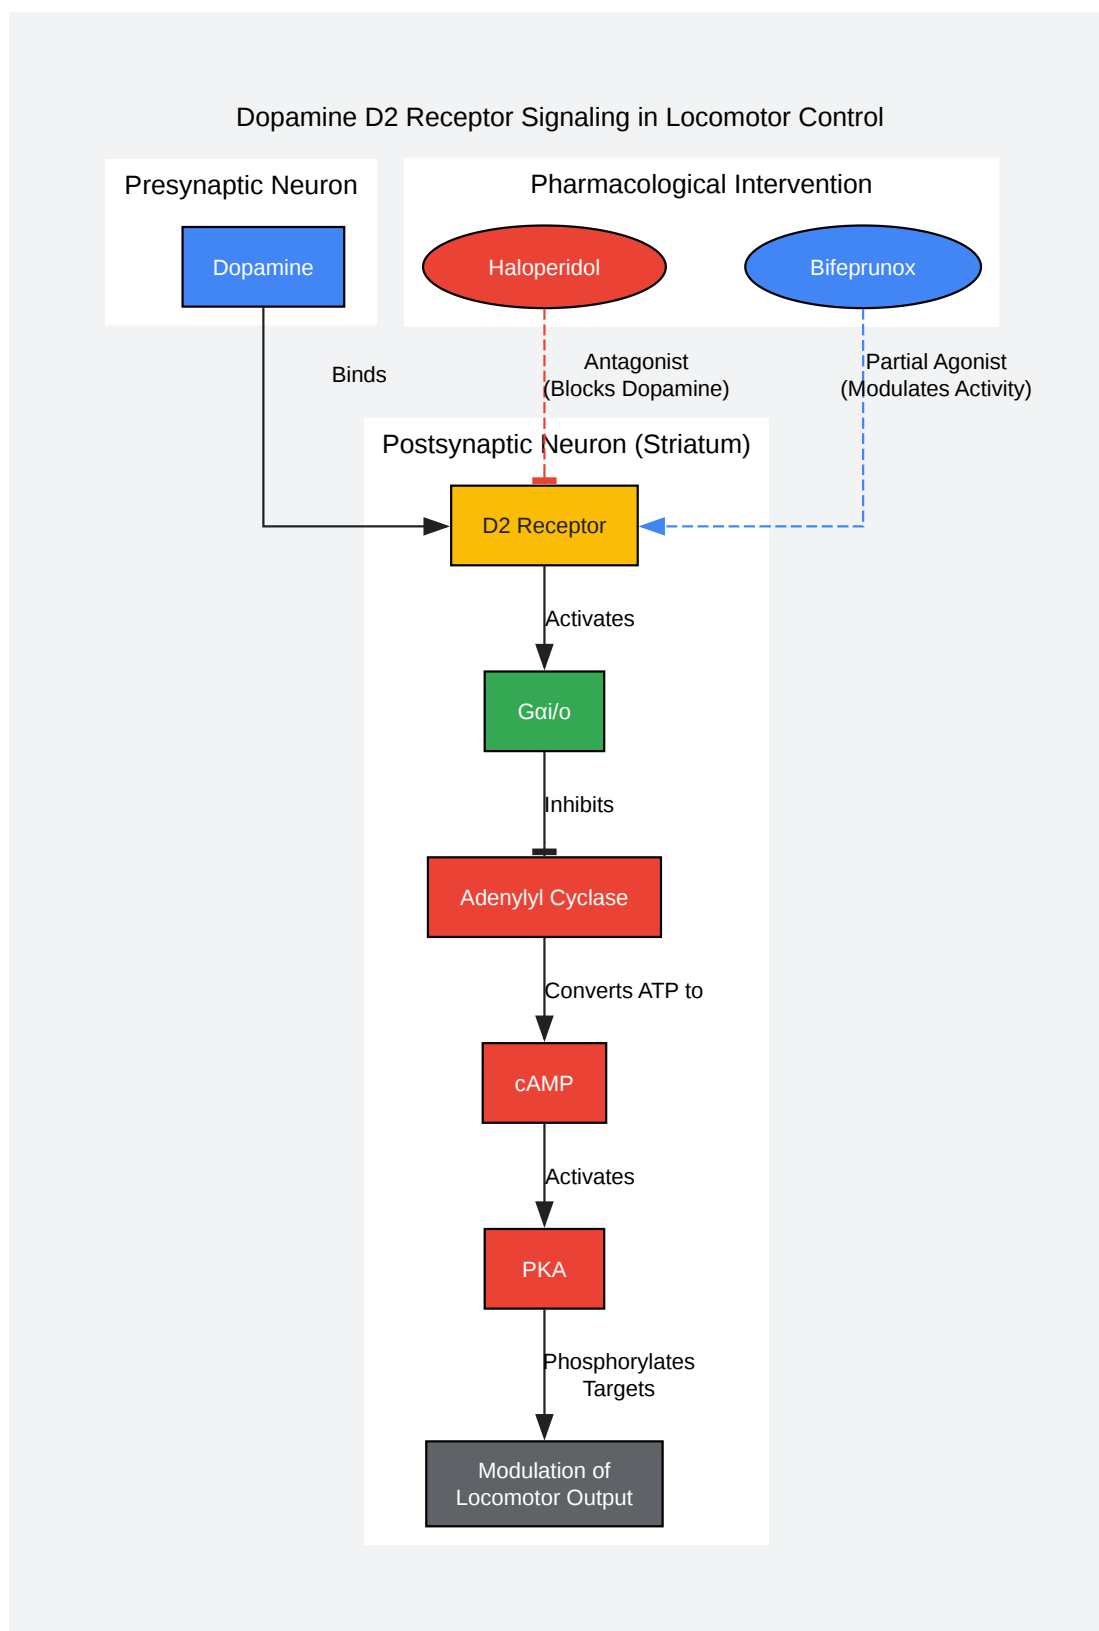 Dopamine D2 Receptor Signaling in Locomotor Control
Presynaptic Neuron
Pharmacological Intervention
Dopamine
Haloperidol
Bifeprunox
Binds
Antagonist
(Blocks Dopamine)
Partial Agonist
(Modulates Activity)
Postsynaptic Neuron (Striatum)
D2 Receptor
Activates
Gαi/o
Inhibits
Adenylyl Cyclase
Converts ATP to
cAMP
Activates
PKA
Phosphorylates
Targets
Modulation of
Locomotor Output